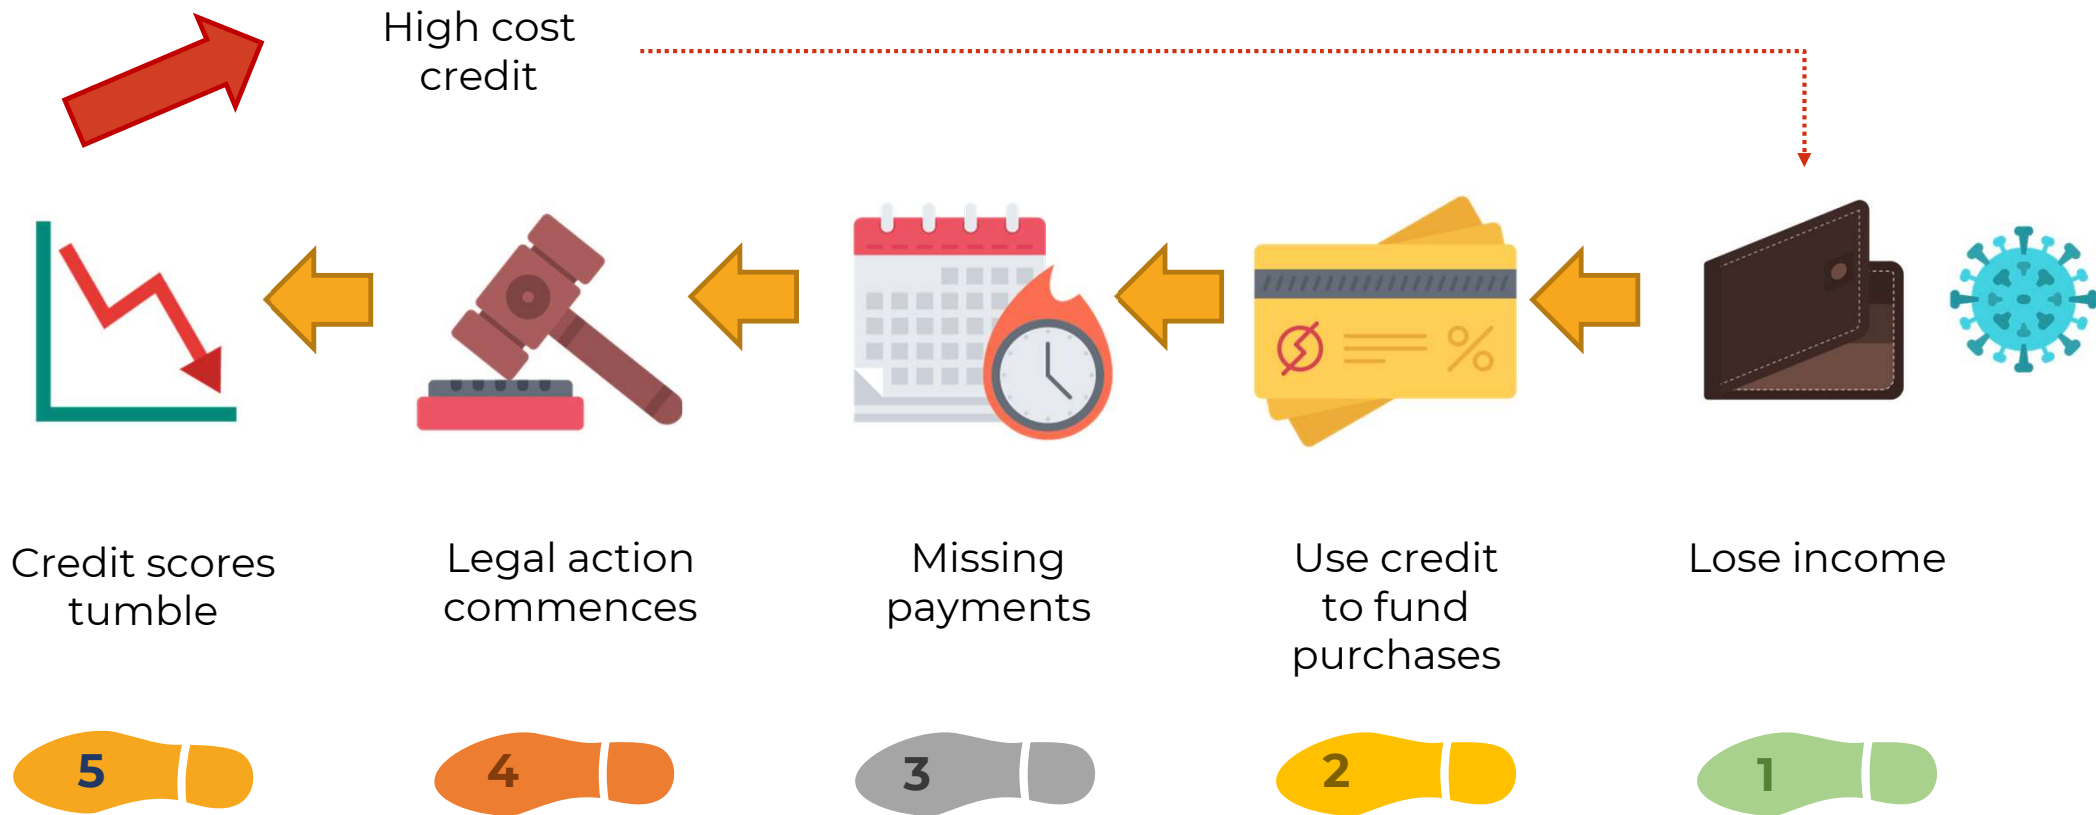 High cost
credit
%
Credit scores
tumble
Legal action
commences
Missing
payments
Use credit
to fund
purchases
Lose income
5
4
3
2
1